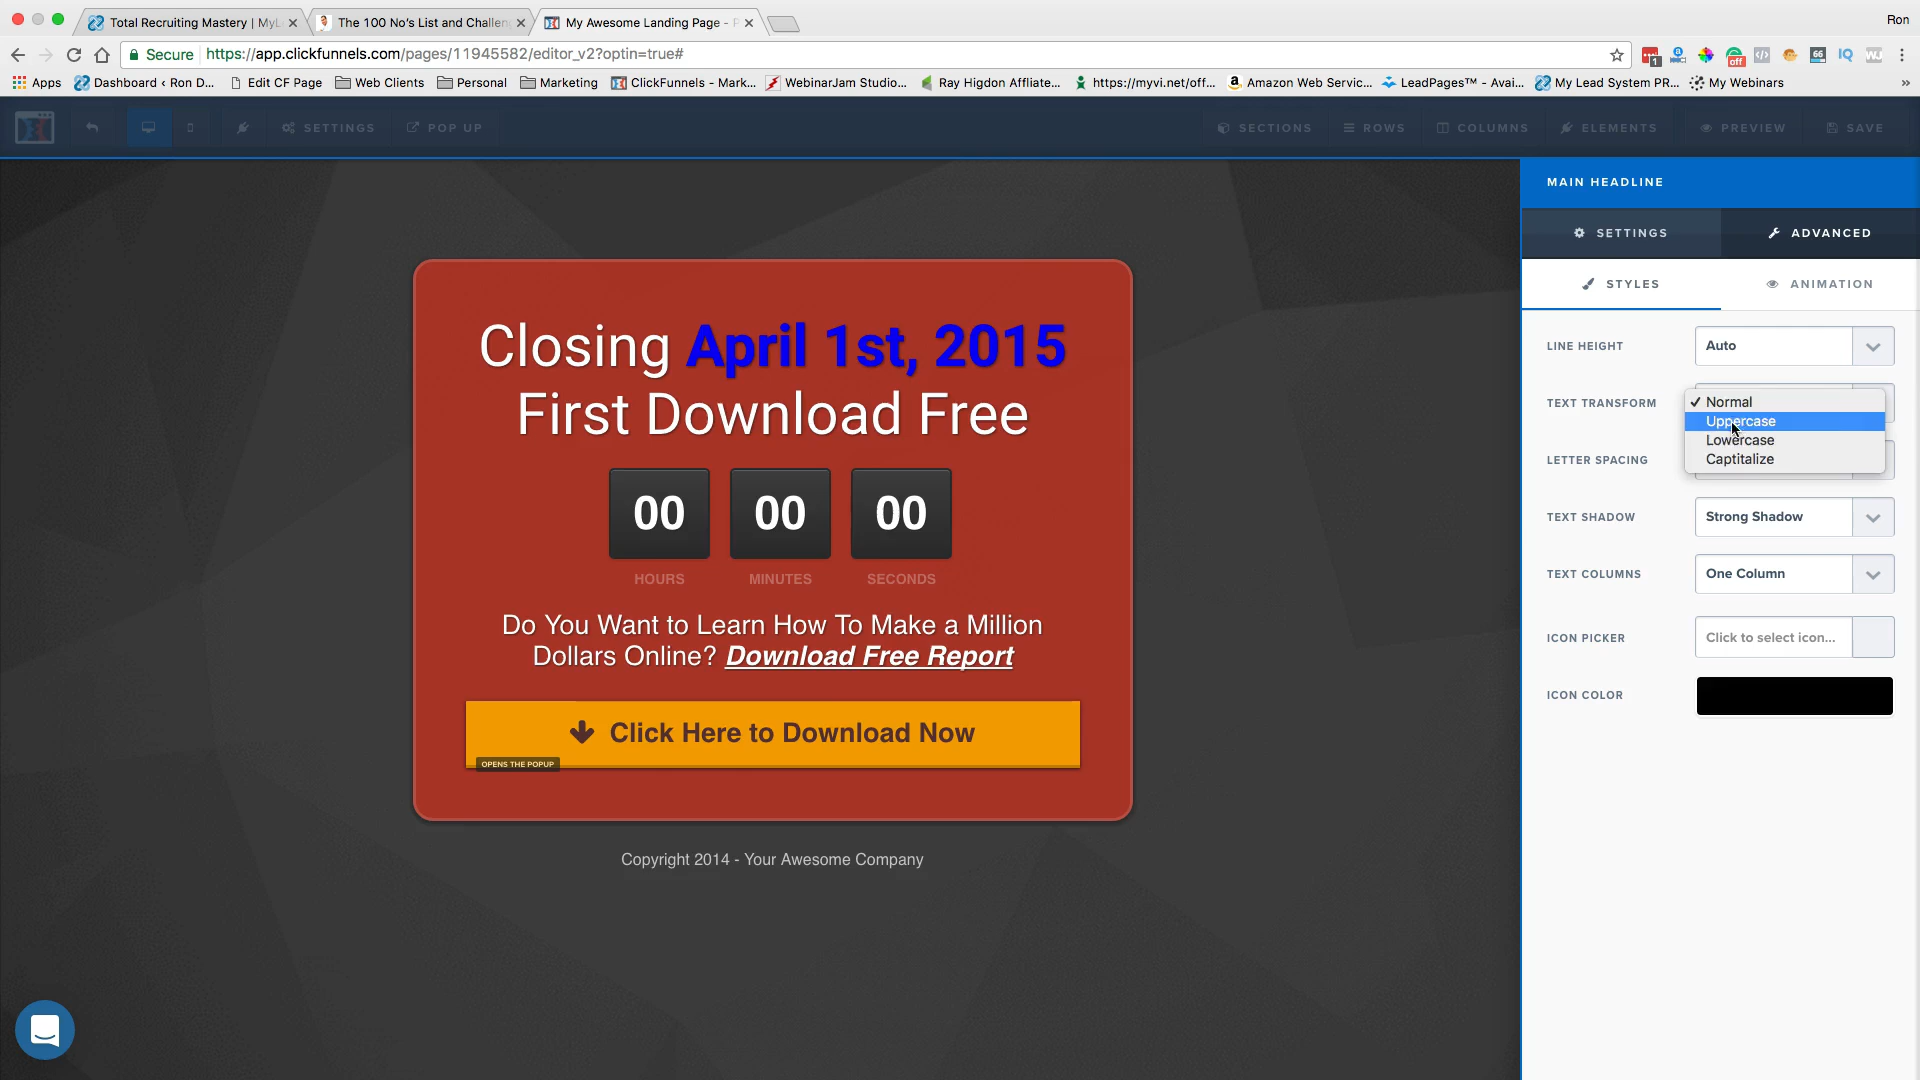 Total Recruiting Mastery | MyL
The 100 No's List and Challen
My Awesome Landing Page - 
Ron
Secure
https://app.clickfunnels.com/pages/11945582/editor_v2?optin=true#
1
off
66
IQ
WJ
Apps
Dashboard ‹ Ron D...
Edit CF Page
Web Clients
Personal
Marketing
ClickFunnels - Mark...
WebinarJam Studio...
Ray Higdon Affliate...
https://myvi.net/off...
Amazon Web Servic...
LeadPages™ - Avai...
My Lead System PR...
My Webinars
»
SETTINGS
POP UP
SECTIONS
ROWS
COLUMNS
ELEMENTS
PREVIEW
SAVE
MAIN HEADLINE
SETTINGS
ADVANCED
STYLES
ANIMATION
LINE HEIGHT
Auto
TEXT TRANSFORM
✓ Normal
Uppercase
Lowercase
Captitalize
LETTER SPACING
TEXT SHADOW
Strong Shadow
TEXT COLUMNS
One Column
ICON PICKER
Click to select icon...
ICON COLOR
Closing April 1st, 2015
First Download Free
00 00 00
HOURS MINUTES SECONDS
Do You Want to Learn How To Make a Million
Dollars Online? Download Free Report
Click Here to Download Now
OPENS THE POPUP
Copyright 2014 - Your Awesome Company